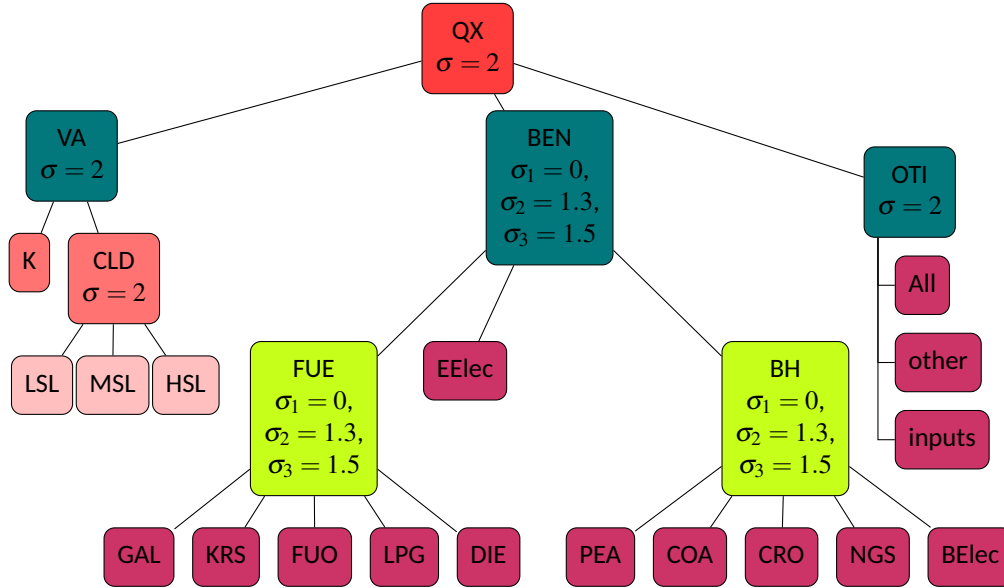 QX
σ = 2
VA
σ = 2
BEN
σ₁ = 0,
σ₂ = 1.3,
σ₃ = 1.5
OTI
σ = 2
K
CLD
σ = 2
All
LSL
MSL
HSL
FUE
σ₁ = 0,
σ₂ = 1.3,
σ₃ = 1.5
EElec
BH
σ₁ = 0,
σ₂ = 1.3,
σ₃ = 1.5
other
inputs
GAL
KRS
FUO
LPG
DIE
PEA
COA
CRO
NGS
BElec